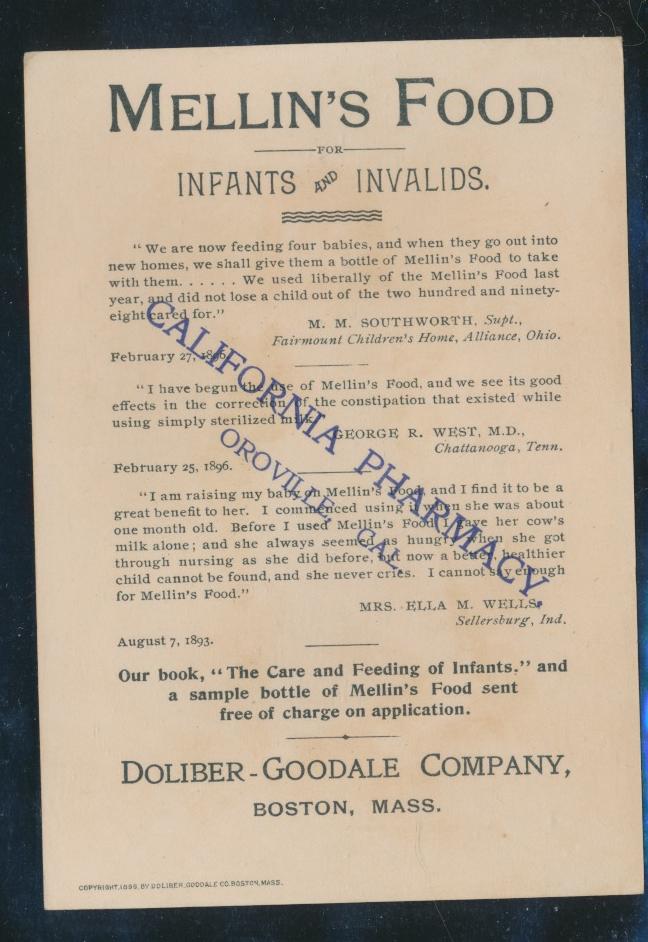 MELLIN'S FOOD
FOR
INFANTS AND INVALIDS.
"We are now feeding four babies, and when they go out into
new homes, we shall give them a bottle of Mellin's Food to take
with them. . . . . . We used liberally of the Mellin's Food last
year, and did not lose a child out of the two hundred and ninety-
eight cared for."
M. M. SOUTHWORTH, Supt.,
Fairmount Children's Home, Alliance, Ohio.
February 27, 1896.
"I have begun the use of Mellin's Food, and we see its good
effects in the correction of the constipation that existed while
using simply sterilized milk."
GEORGE R. WEST, M.D.,
Chattanooga, Tenn.
February 25, 1896.
"I am raising my baby on Mellin's Food, and I find it to be a
great benefit to her. I commenced using it when she was about
one month old. Before I used Mellin's Food I gave her cow's
milk alone; and she always seemed as hungry when she got
through nursing as she did before, but now a better, healthier
child cannot be found, and she never cries. I cannot say enough
for Mellin's Food."
MRS. ELLA M. WELLS,
Sellersburg, Ind.
August 7, 1893.
Our book, "The Care and Feeding of Infants." and
a sample bottle of Mellin's Food sent
free of charge on application.
DOLIBER-GOODALE COMPANY,
BOSTON, MASS.
COPYRIGHT, BY DOLIBER, GOODALE CO. BOSTON, MASS.
CALIFORNIA PHARMACY.
OROVILLE, CAL.